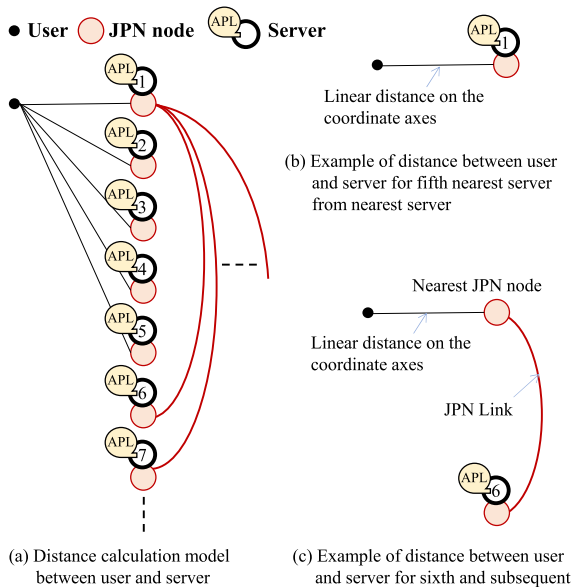 User JPN node APL Server
APL 1
APL 2
APL 3
APL 4
APL 5
APL 6
APL 7
(a) Distance calculation model
between user and server
APL 1
Linear distance on the
coordinate axes
(b) Example of distance between user
and server for fifth nearest server
from nearest server
Nearest JPN node
Linear distance on the
coordinate axes
JPN Link
APL 6
(c) Example of distance between user
and server for sixth and subsequent